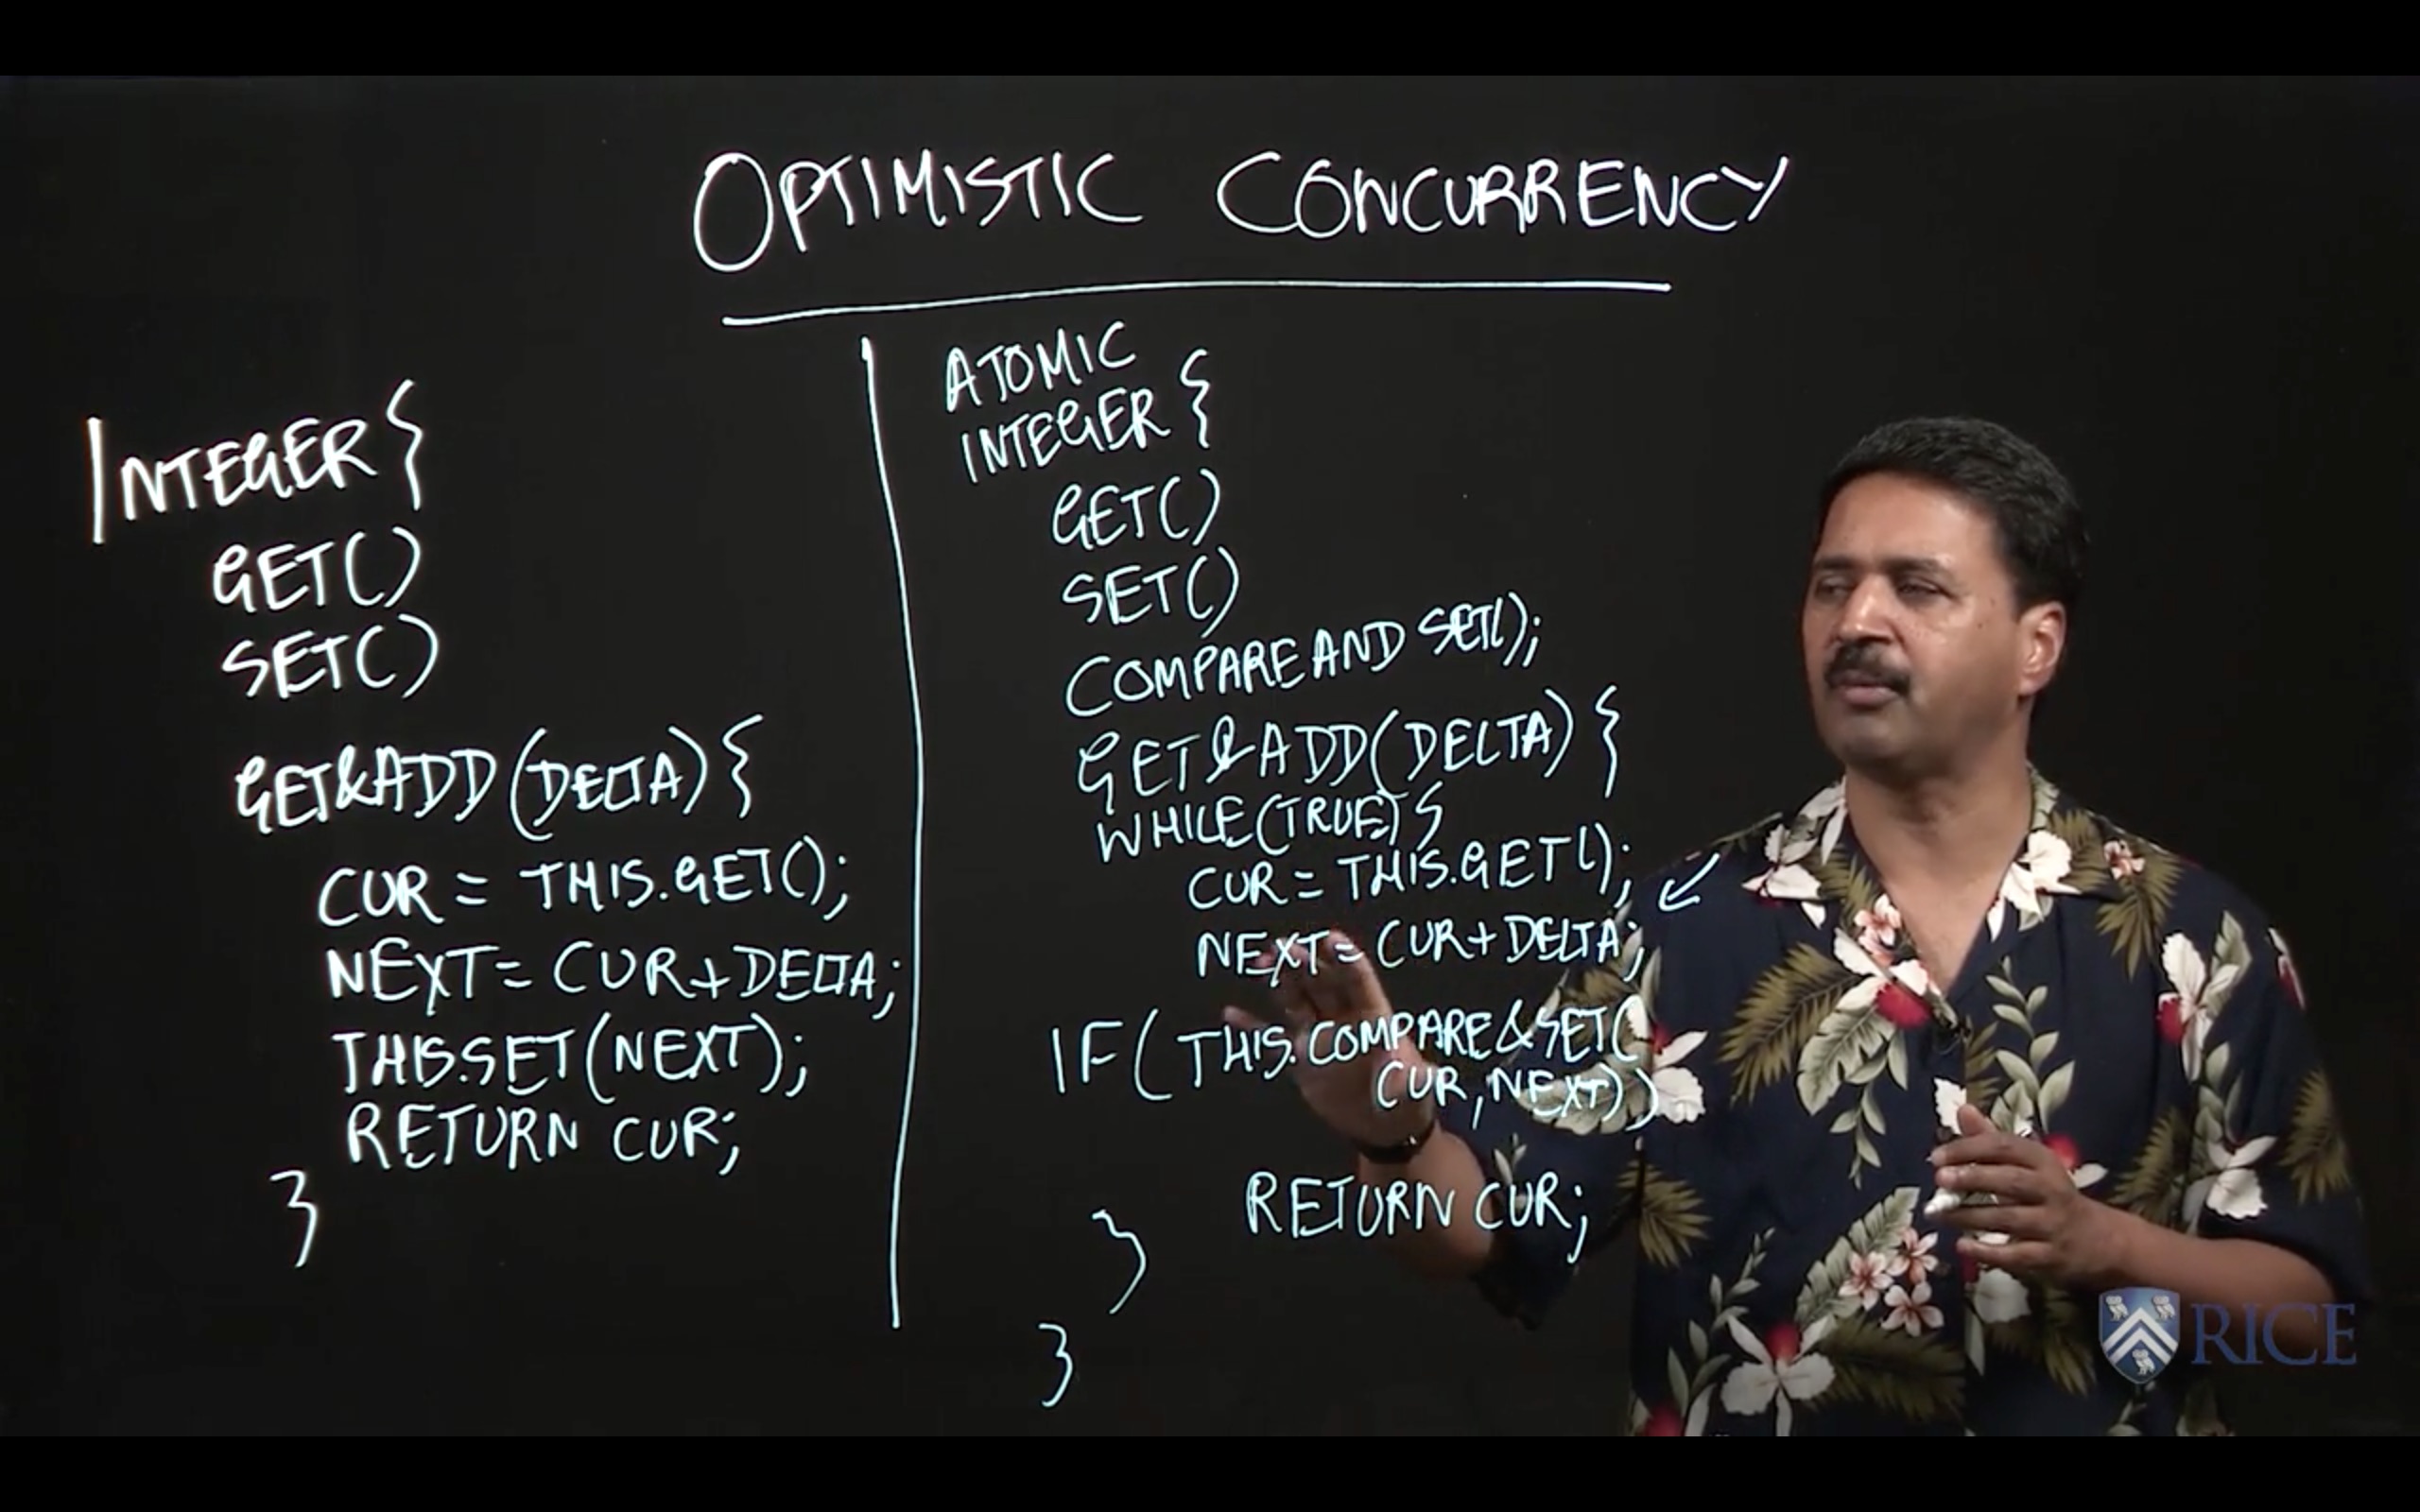 OPTIMISTIC CONCURRENCY
INTEGER {
GET()
SET()
GET&ADD (DELTA) {
CUR = THIS.GET();
NEXT = CUR+DELTA;
THIS.SET(NEXT);
RETURN CUR;
}
ATOMIC
INTEGER {
GET()
SET()
COMPAREAND SET();
GET&ADD(DELTA) {
WHILE(TRUE) {
CUR = THIS.GET();
NEXT = CUR+DELTA;
IF(THIS.COMPARE&SET(
CUR, NEXT))
RETURN CUR;
}
}
RICE